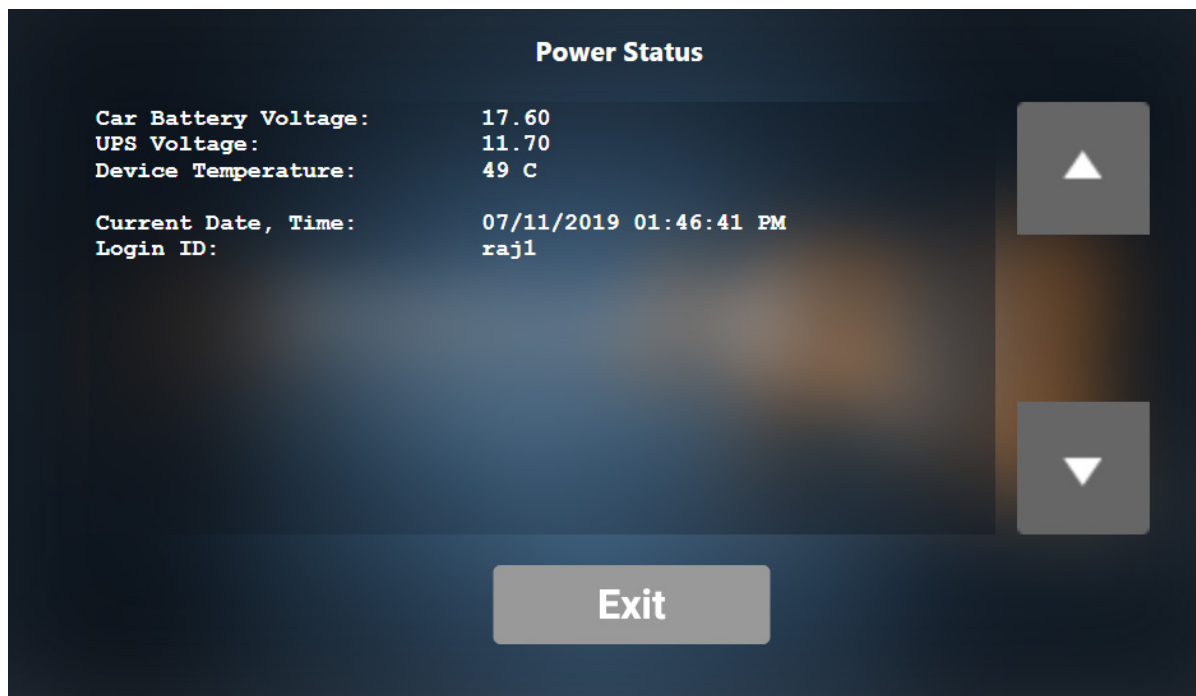 Power Status
Car Battery Voltage: 17.60
UPS Voltage: 11.70
Device Temperature: 49 C
Current Date, Time: 07/11/2019 01:46:41 PM
Login ID: raj1
Exit